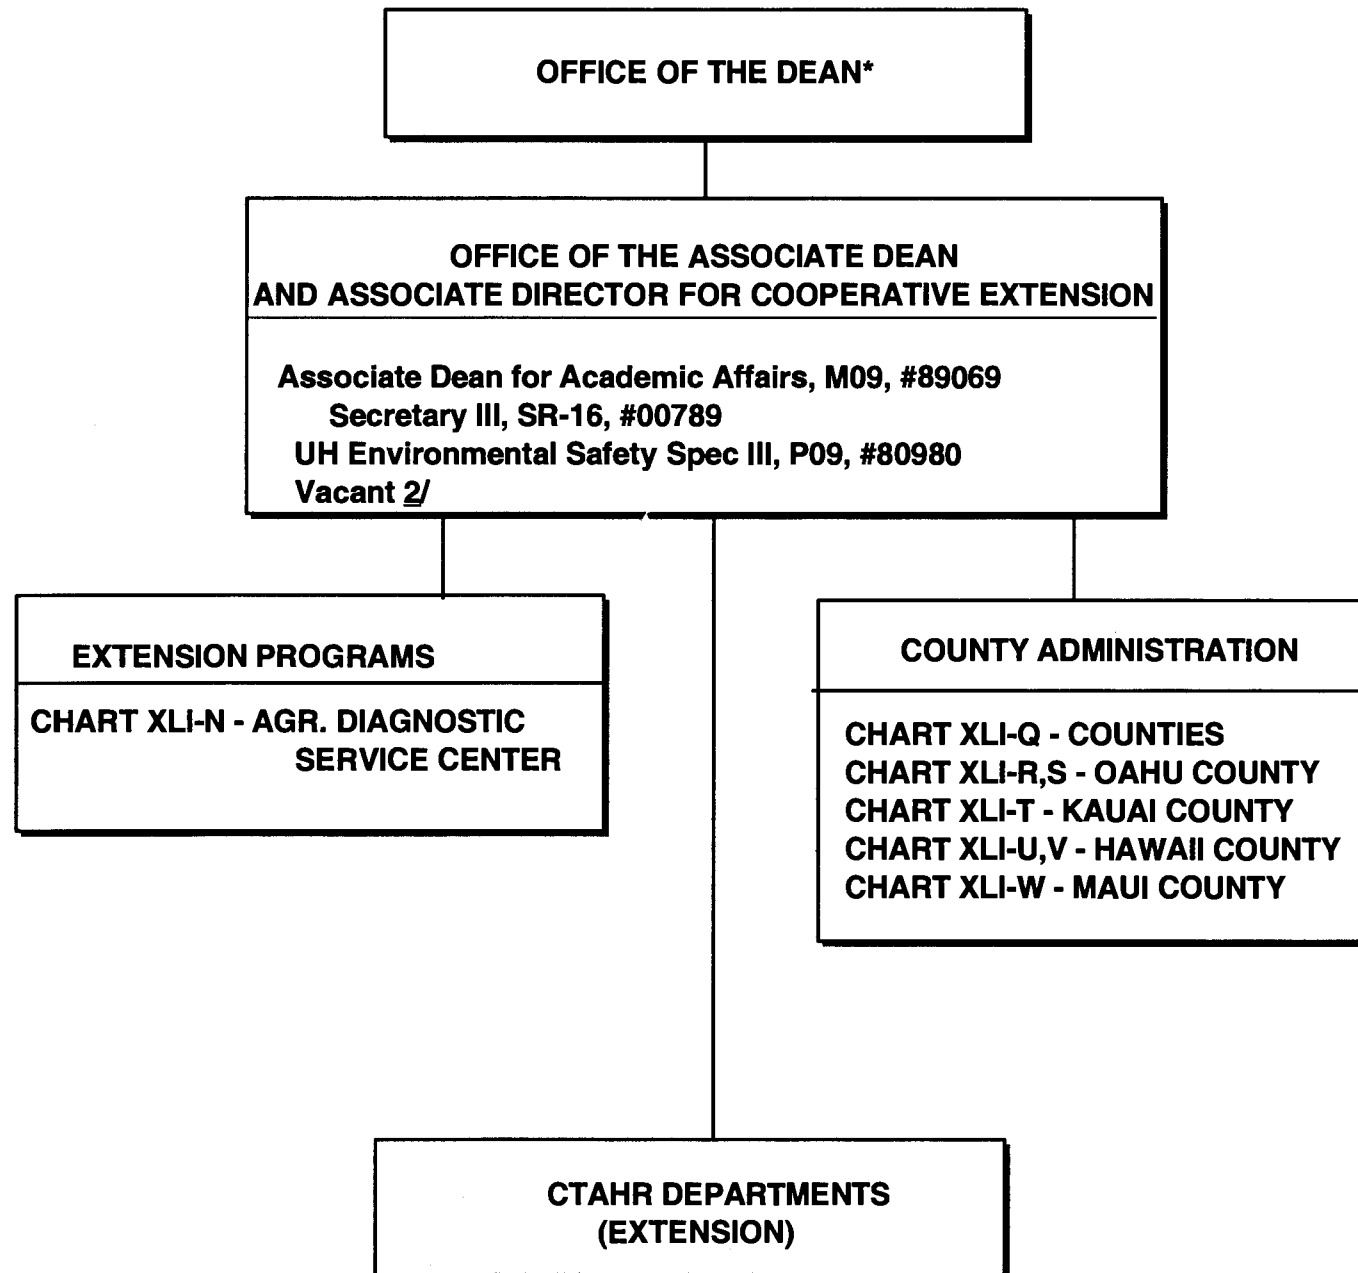 OFFICE OF THE DEAN*
OFFICE OF THE ASSOCIATE DEAN
AND ASSOCIATE DIRECTOR FOR COOPERATIVE EXTENSION
Associate Dean for Academic Affairs, M09, #89069
Secretary III, SR-16, #00789
UH Environmental Safety Spec III, P09, #80980
Vacant 2/
EXTENSION PROGRAMS
CHART XLI-N - AGR. DIAGNOSTIC
SERVICE CENTER
COUNTY ADMINISTRATION
CHART XLI-Q - COUNTIES
CHART XLI-R,S - OAHU COUNTY
CHART XLI-T - KAUAI COUNTY
CHART XLI-U,V - HAWAII COUNTY
CHART XLI-W - MAUI COUNTY
CTAHR DEPARTMENTS
(EXTENSION)